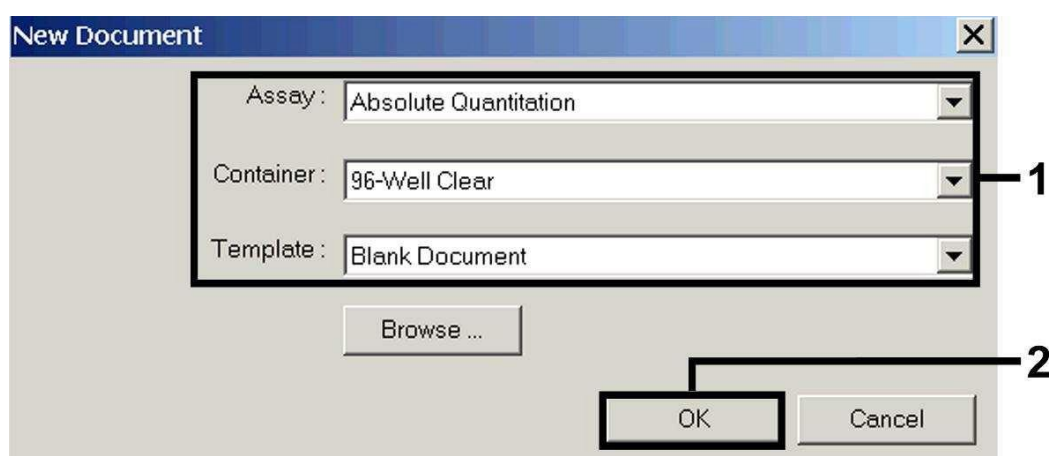 New Document
Assay: Absolute Quantitation
Container: 96-Well Clear
1
Template: Blank Document
Browse ...
2
OK Cancel